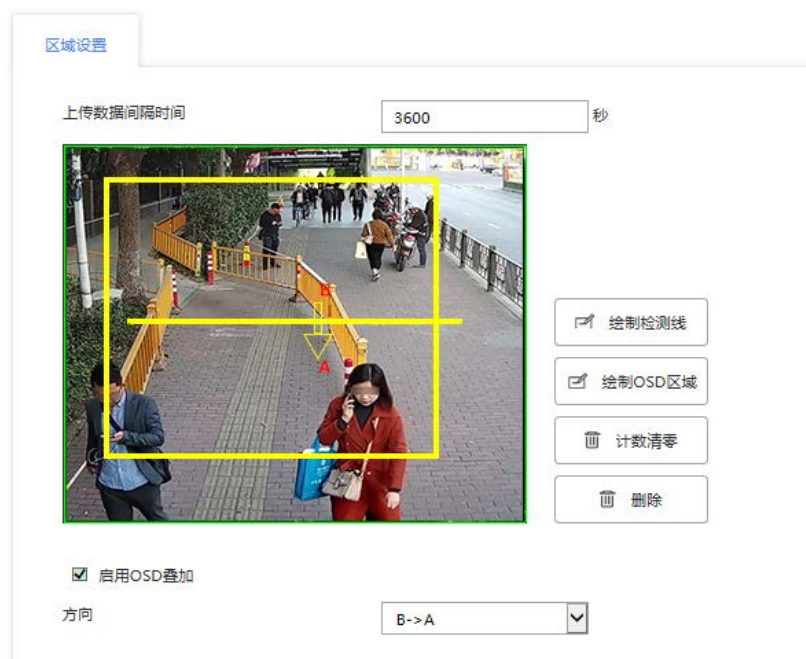 区域设置
上传数据间隔时间 3600 秒
B
A
绘制检测线
绘制OSD区域
计数清零
删除
启用OSD叠加
方向 B->A